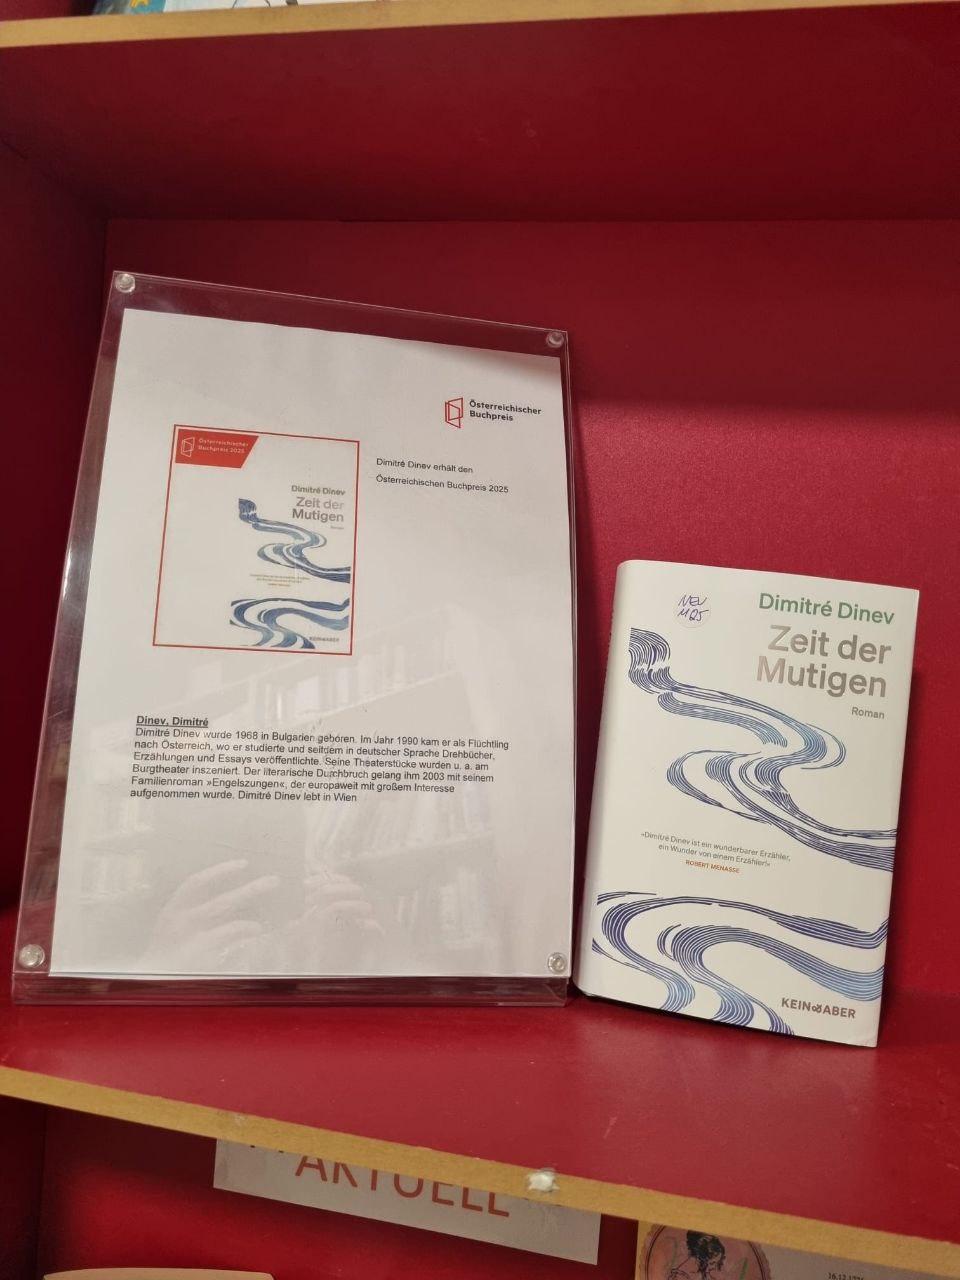 Österreichischer
Buchpreis
Österreichischer
Buchpreis 2025
Dimitré Dinev
Zeit der
Mutigen
Roman
KEIN&ABER
Dimitré Dinev erhält den
Österreichischen Buchpreis 2025
Dinev, Dimitré
Dimitré Dinev wurde 1968 in Bulgarien geboren. Im Jahr 1990 kam er als Flüchtling
nach Österreich, wo er studierte und seitdem in deutscher Sprache Drehbücher,
Erzählungen und Essays veröffentlichte. Seine Theaterstücke wurden u. a. am
Burgtheater inszeniert. Der literarische Durchbruch gelang ihm 2003 mit seinem
Familienroman »Engelszungen«, der europaweit mit großem Interesse
aufgenommen wurde. Dimitré Dinev lebt in Wien
NEU
Dimitré Dinev
Zeit der
Mutigen
Roman
»Dimitré Dinev ist ein wunderbarer Erzähler,
ein Wunder von einem Erzähler!«
ROBERT MENASSE
KEIN&ABER
AKTUELL